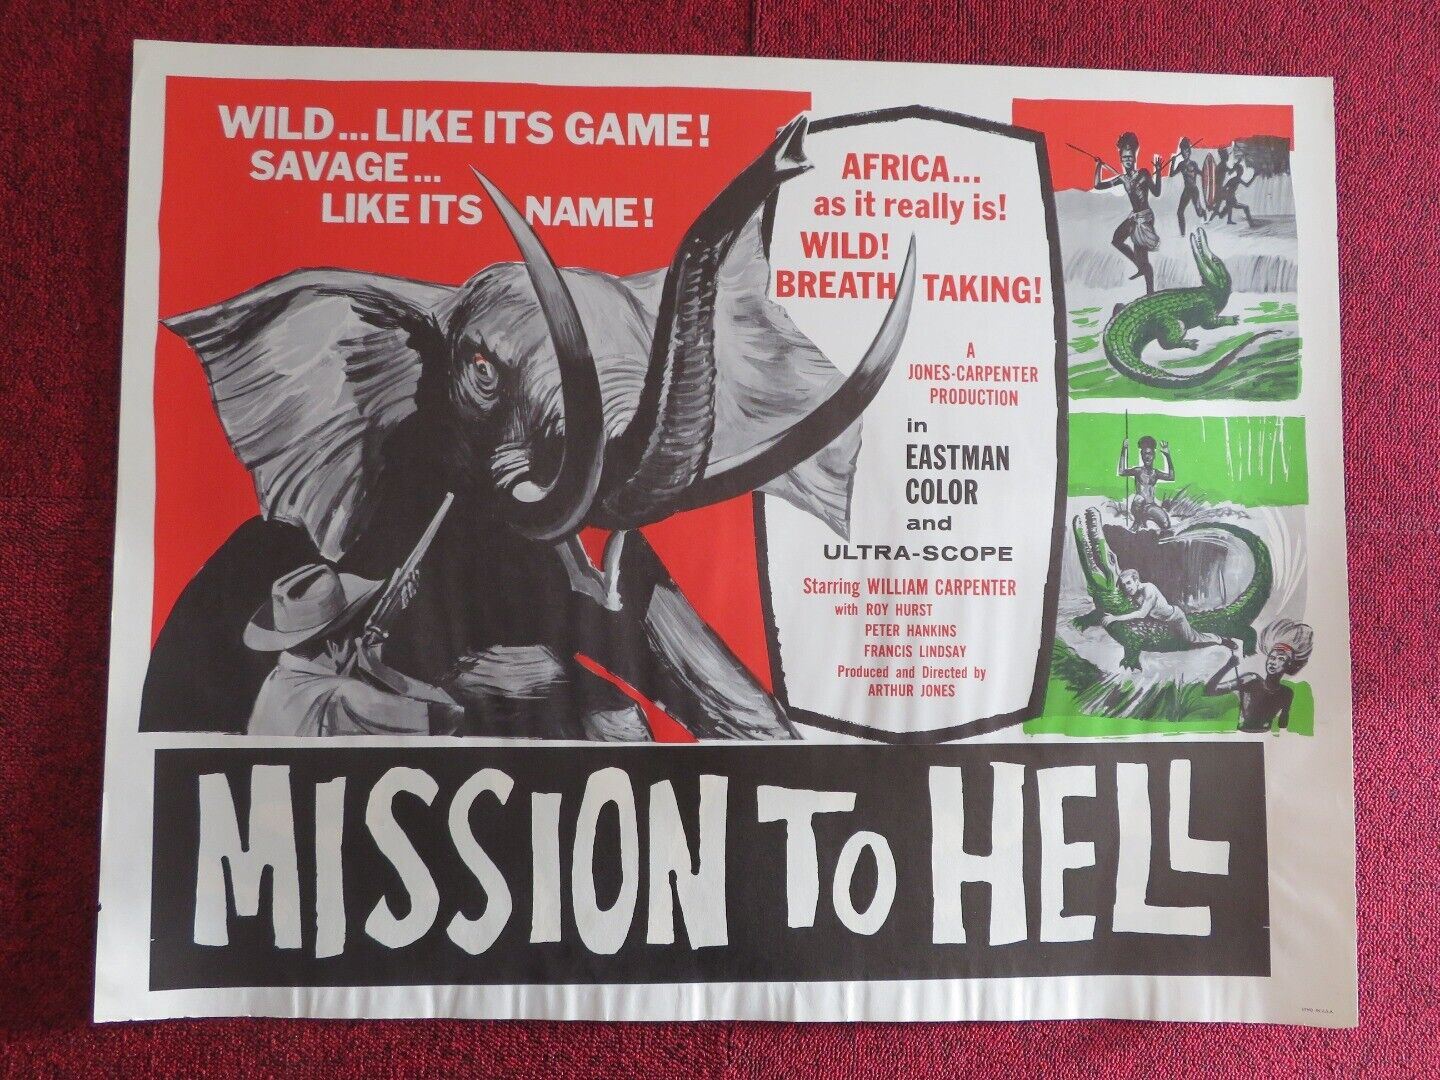 WILD... LIKE ITS GAME!
SAVAGE...
LIKE ITS NAME!
AFRICA...
as it really is!
WILD!
BREATH TAKING!
A
JONES-CARPENTER
PRODUCTION
in
EASTMAN
COLOR
and
ULTRA-SCOPE
Starring WILLIAM CARPENTER
with ROY HURST
PETER HANKINS
FRANCIS LINDSAY
Produced and Directed by
ARTHUR JONES
MISSION TO HELL
LITHO IN U.S.A.